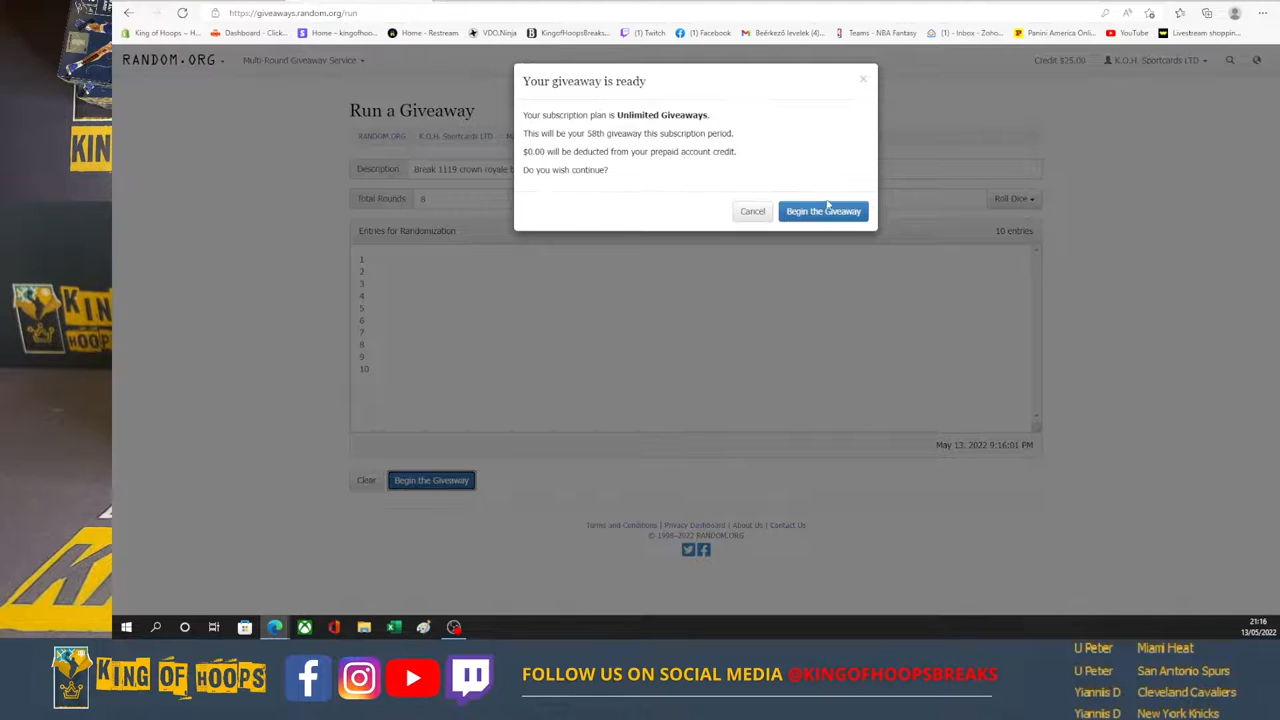 https://giveaways.random.org/run
King of Hoops ~ H...
Dashboard - Click...
Home ~ kingofhoo...
Home - Restream
VDO.Ninja
KingofHoopsBreaks...
(1) Twitch
(1) Facebook
Beérkező levelek (4)...
Teams - NBA Fantasy
(1) - Inbox - Zoho...
Panini America Onli...
YouTube
Livestream shoppin...
RANDOM.ORG
Multi-Round Giveaway Service
Credit $25.00
K.O.H. Sportcards LTD
Your giveaway is ready
×
Your subscription plan is Unlimited Giveaways.
This will be your 58th giveaway this subscription period.
$0.00 will be deducted from your prepaid account credit.
Do you wish continue?
Cancel
Begin the Giveaway
Run a Giveaway
RANDOM.ORG
K.O.H. Sportcards LTD
Description
Break 1119 crown royale b
Total Rounds
8
Roll Dice
Entries for Randomization
10 entries
1
2
3
4
5
6
7
8
9
10
May 13, 2022 9:16:01 PM
Clear
Begin the Giveaway
Terms and Conditions | Privacy Dashboard | About Us | Contact Us
© 1998–2022 RANDOM.ORG
KIN
KING
HOO
21:16
13/05/2022
KING OF HOOPS
FOLLOW US ON SOCIAL MEDIA @KINGOFHOOPSBREAKS
U Peter Miami Heat
U Peter San Antonio Spurs
Yiannis D Cleveland Cavaliers
Yiannis D New York Knicks